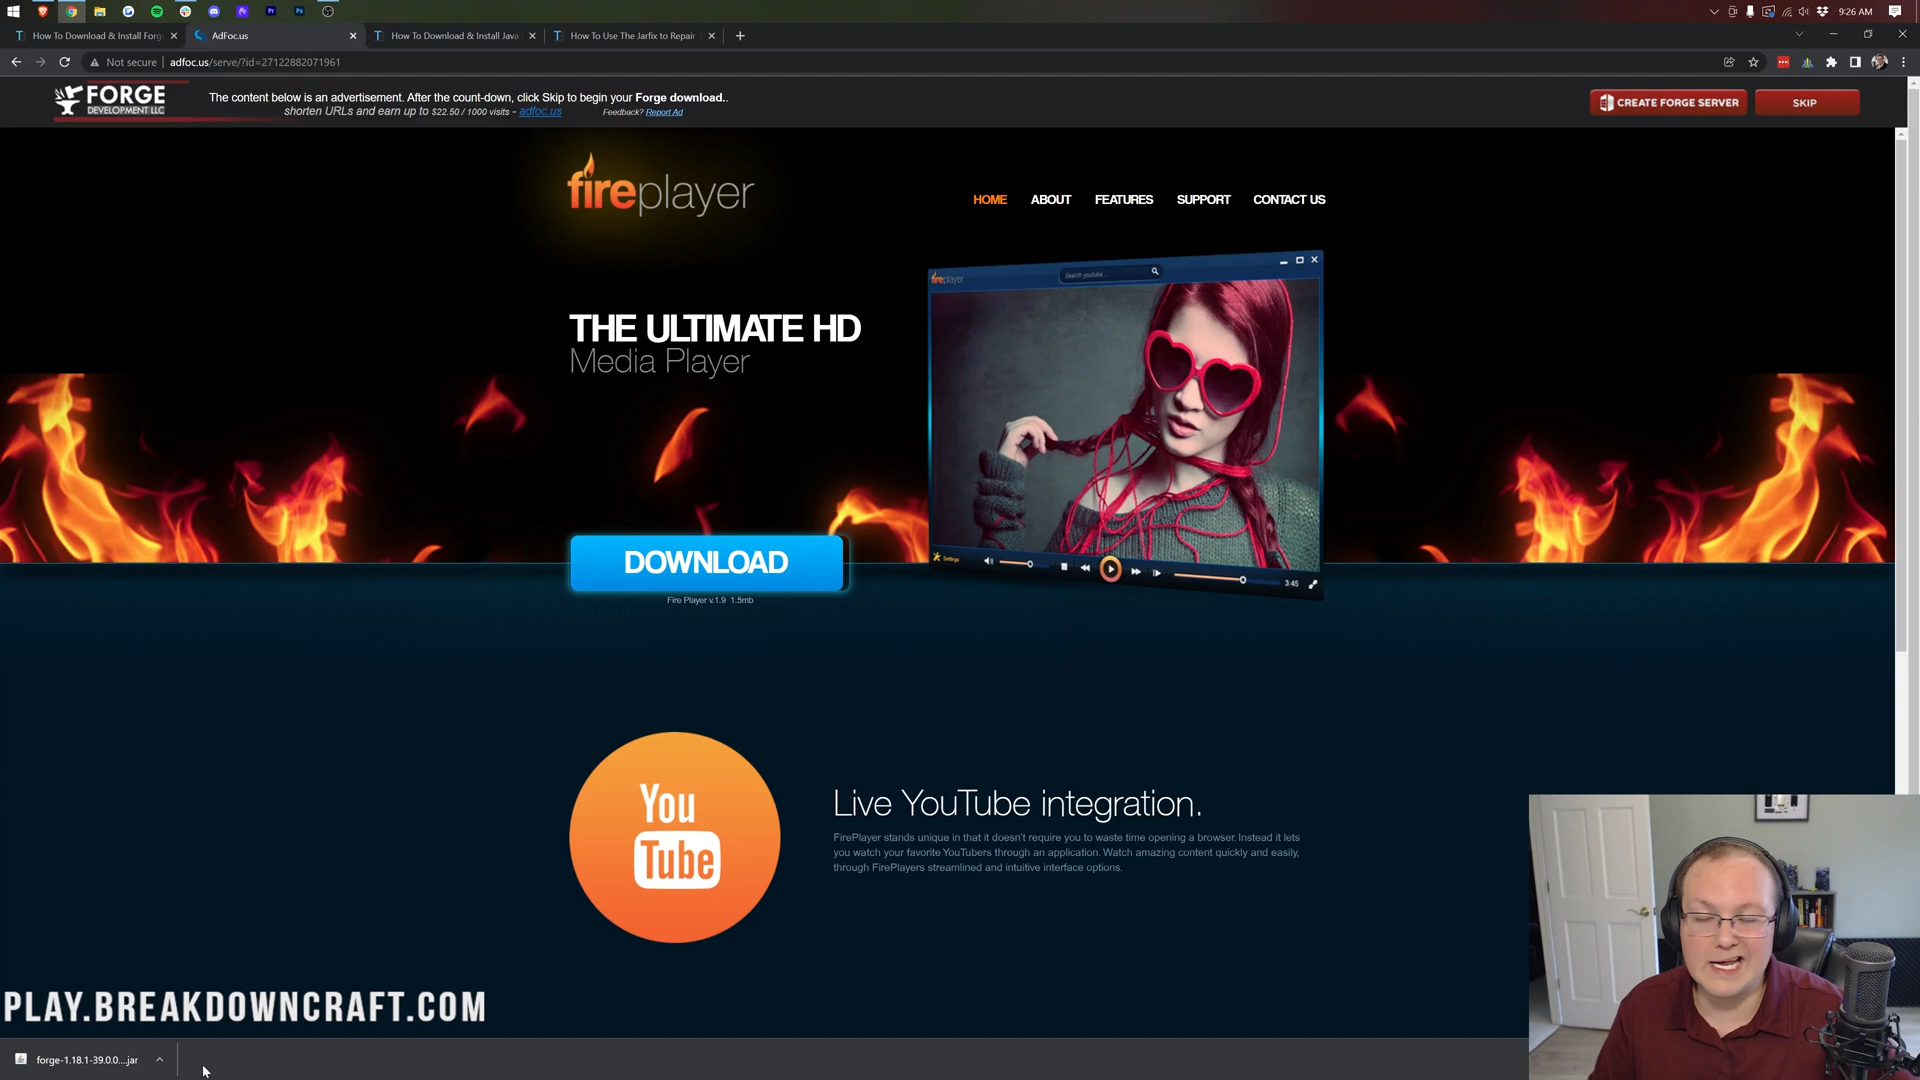 9:26 AM
How To Download & Install Forg
AdFoc.us
How To Download & Install Java
How To Use The Jarfix to Repair
Not secure
adfoc.us/serve/?id=27122882071961
FORGE
DEVELOPMENT LLC
The content below is an advertisement. After the count-down, click Skip to begin your Forge download..
shorten URLs and earn up to $22.50 / 1000 visits - adfoc.us
Feedback? Report Ad
CREATE FORGE SERVER
SKIP
fireplayer
HOME
ABOUT
FEATURES
SUPPORT
CONTACT US
fireplayer
Search youtube...
THE ULTIMATE HD
Media Player
Settings
3:45
DOWNLOAD
Fire Player v.1.9 1.5mb
You
Tube
Live YouTube integration.
FirePlayer stands unique in that it doesn't require you to waste time opening a browser. Instead it lets
you watch your favorite YouTubers through an application. Watch amazing content quickly and easily,
through FirePlayers streamlined and intuitive interface options.
PLAY.BREAKDOWNCRAFT.COM
forge-1.18.1-39.0.0....jar